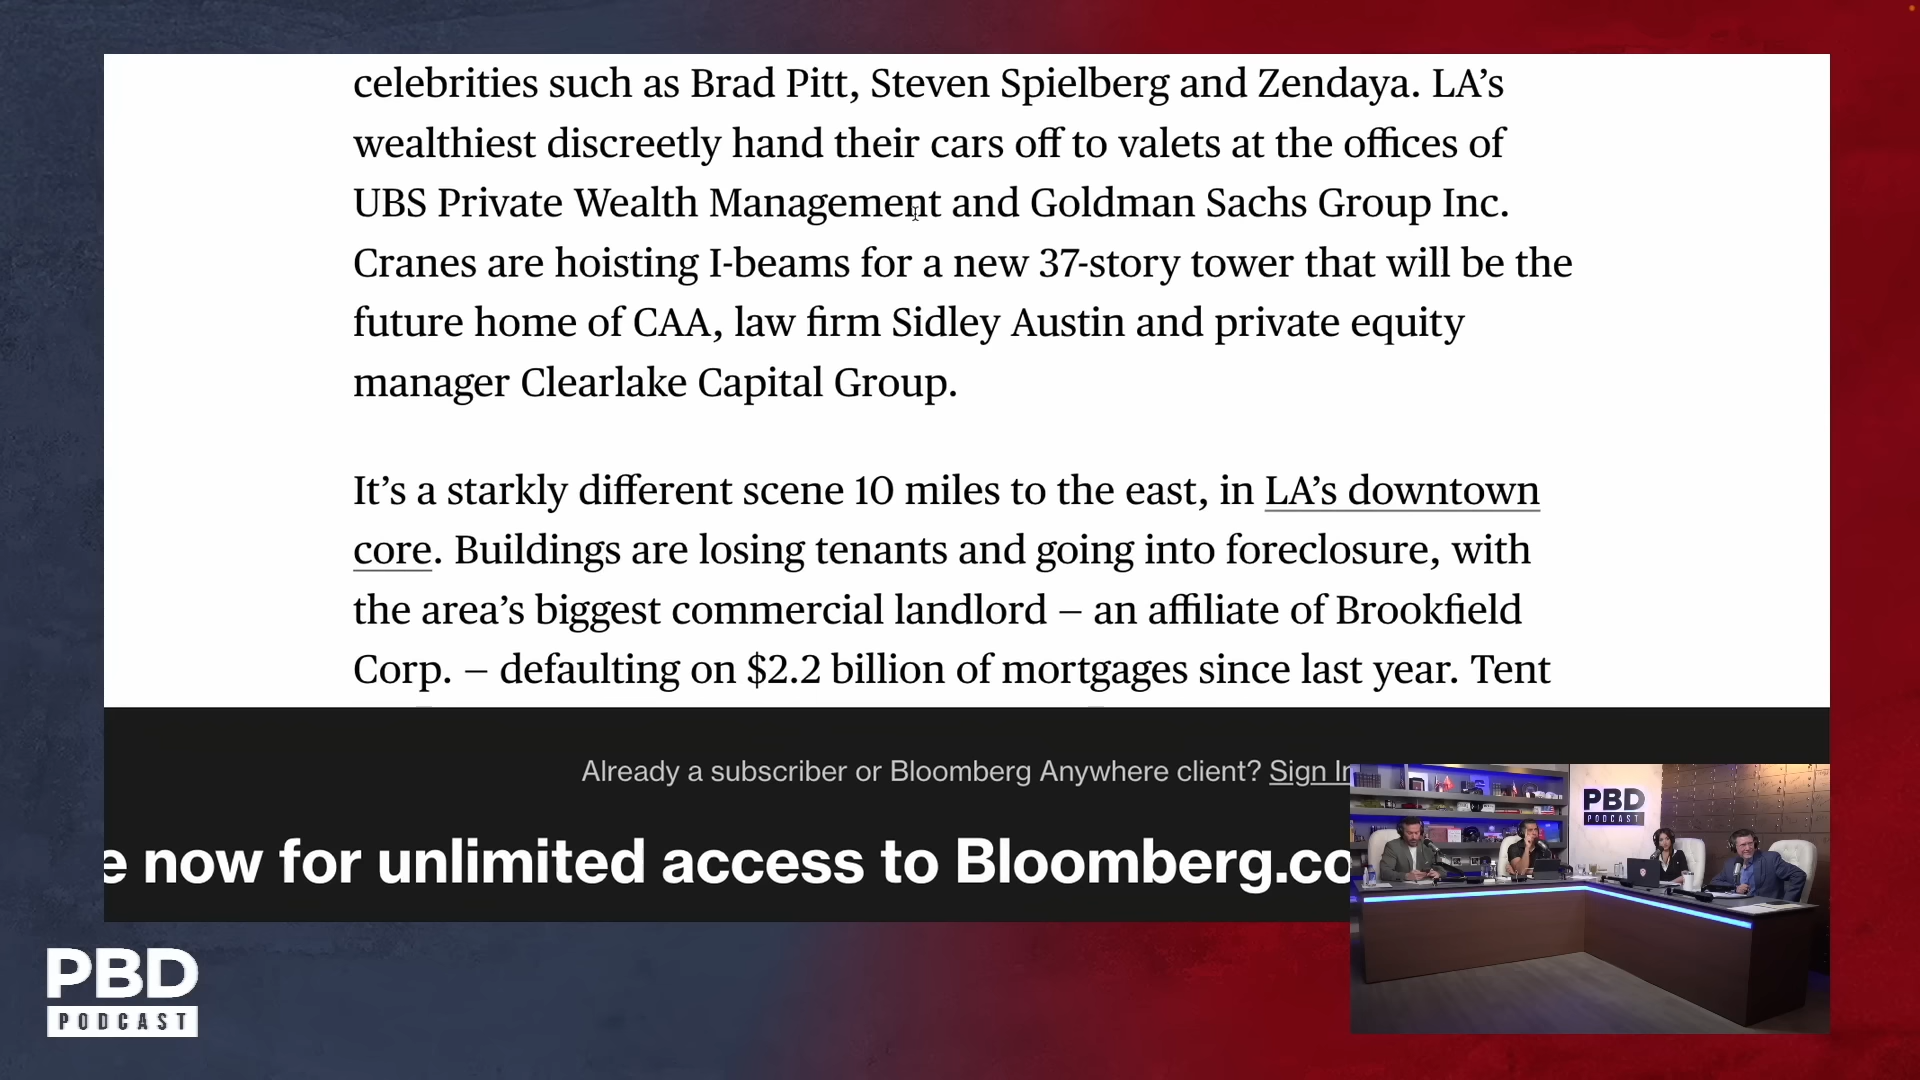 celebrities such as Brad Pitt, Steven Spielberg and Zendaya. LA’s
wealthiest discreetly hand their cars off to valets at the offices of
UBS Private Wealth Management and Goldman Sachs Group Inc.
Cranes are hoisting I-beams for a new 37-story tower that will be the
future home of CAA, law firm Sidley Austin and private equity
manager Clearlake Capital Group.
It’s a starkly different scene 10 miles to the east, in LA’s downtown
core. Buildings are losing tenants and going into foreclosure, with
the area’s biggest commercial landlord – an affiliate of Brookfield
Corp. – defaulting on $2.2 billion of mortgages since last year. Tent
Already a subscriber or Bloomberg Anywhere client? Sign In
e now for unlimited access to Bloomberg.co
PBD
PODCAST
PBD
PODCAST